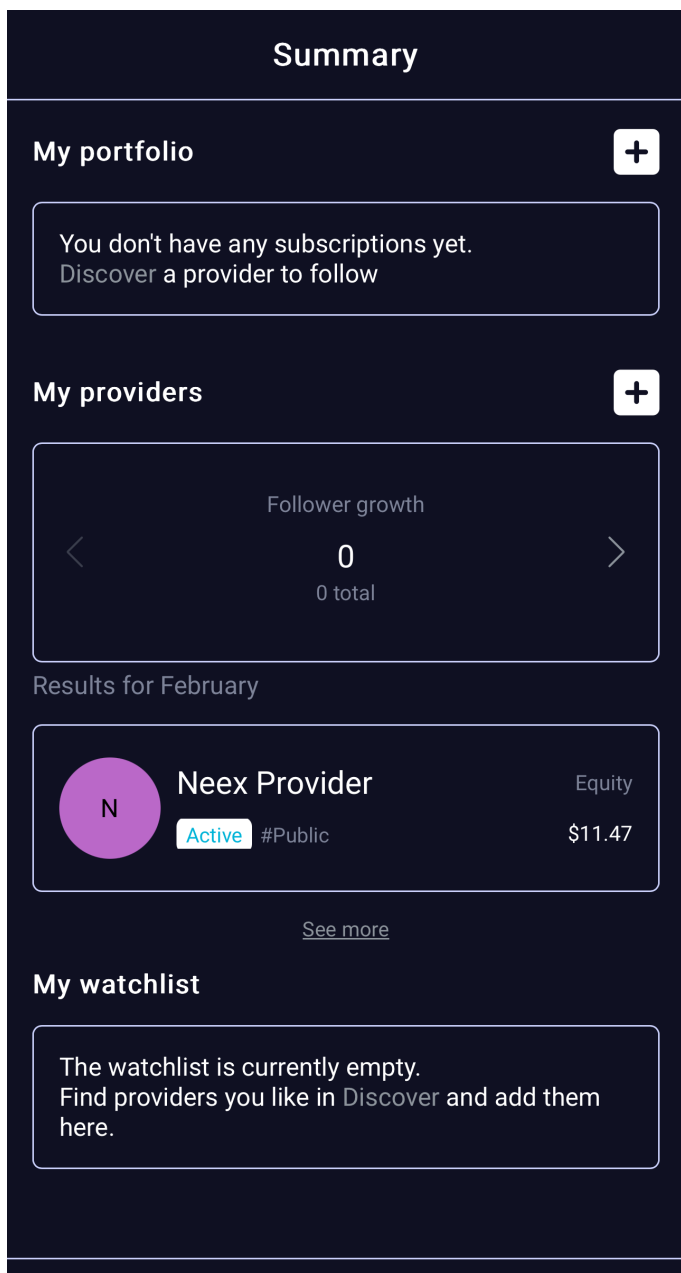 Summary
My portfolio
You don't have any subscriptions yet.
Discover a provider to follow
My providers
Follower growth
0
0 total
Results for February
N
Neex Provider
Equity
Active #Public
$11.47
See more
My watchlist
The watchlist is currently empty.
Find providers you like in Discover and add them
here.